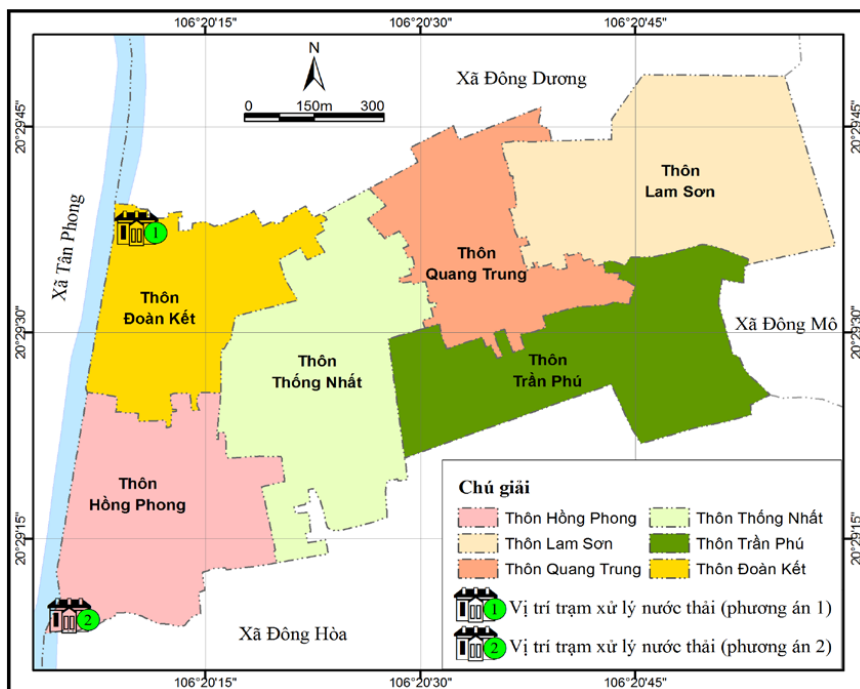 106°20'15"
106°20'30"
106°20'45"
N
0 150m 300
Xã Đông Dương
20°29'45"
20°29'45"
Thôn
Lam Sơn
Xã Tân Phong
1
Thôn
Quang Trung
Thôn
Đoàn Kết
20°29'30"
Xã Đông Mô
20°29'30"
Thôn
Thống Nhất
Thôn
Trần Phú
Thôn
Hồng Phong
20°29'15"
20°29'15"
2
Xã Đông Hòa
Chú giải
Thôn Hồng Phong
Thôn Thống Nhất
Thôn Lam Sơn
Thôn Trần Phú
Thôn Quang Trung
Thôn Đoàn Kết
1 Vị trí trạm xử lý nước thải (phương án 1)
2 Vị trí trạm xử lý nước thải (phương án 2)
106°20'15"
106°20'30"
106°20'45"